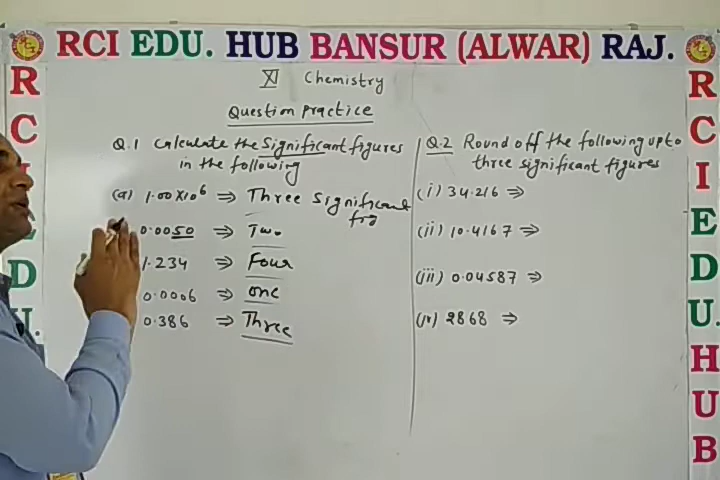 RCI EDU. HUB BANSUR (ALWAR) RAJ.
XI Chemistry
Question Practice
Q.1 Calculate the Significant figures
in the following
(a) 1.00×10⁶ ⇒ Three significant
fig
0.0050 ⇒ Two
1.234 ⇒ Four
0.0006 ⇒ one
0.386 ⇒ Three
Q.2 Round off the following upto
three significant figures
(i) 34.216 ⇒
(ii) 10.4167 ⇒
(iii) 0.04587 ⇒
(iv) 2868 ⇒
R
C
D
U.
R
C
I
E
D
U.
H
U
B